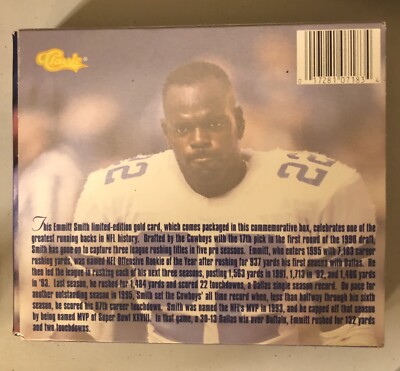 Classic
0 17261 07183 4
22
This Emmitt Smith limited-edition gold card, which comes packaged in this commemorative box, celebrates one of the
greatest running backs in NFL history. Drafted by the Cowboys with the 17th pick in the first round of the 1990 draft,
Smith has gone on to capture three rushing titles in five pro seasons. Emmitt, who enters 1995 with 7,183 career
rushing yards, was named NFL Offensive Rookie of the Year after rushing for 937 yards his first season with Dallas. He
then led the league in rushing each of his next three seasons, posting 1,563 yards in 1991, 1,713 in '92, and 1,486 yards
in '93. Last season, he rushed for 1,484 yards and scored 22 touchdowns, a Dallas single season record. On pace for
another outstanding season in 1995, Smith set the Cowboys' all time record when, less than halfway through his sixth
season, he scored his 87th career touchdown. Smith was named the NFL's MVP in 1993, and he capped off that season
by being named MVP of Super Bowl XXVIII. In that game, a 30-13 Dallas win over Buffalo, Emmitt rushed for 132 yards
and two touchdowns.